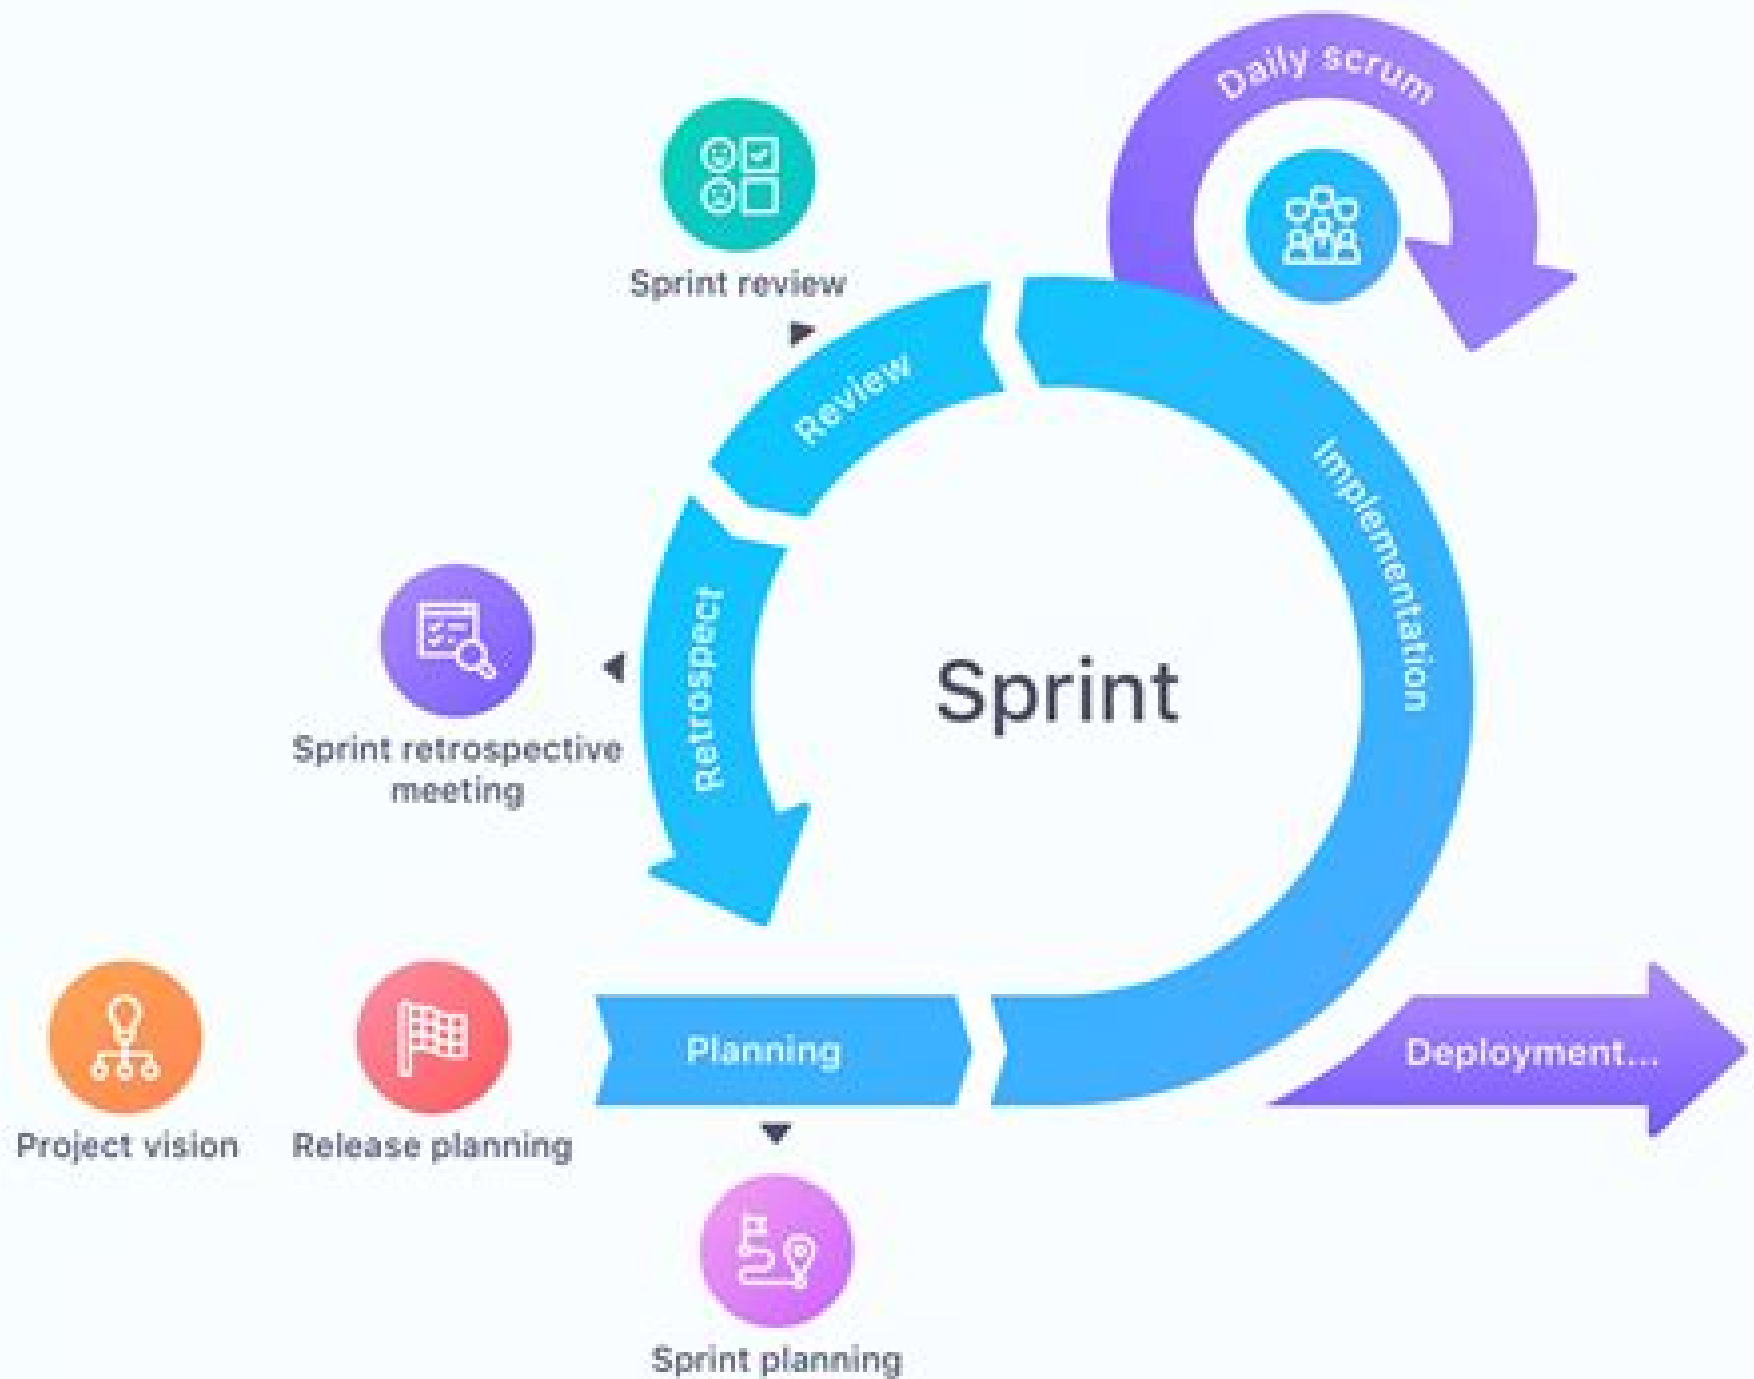 Daily scrum
Sprint review
Review
Implementation
Retrospect
Sprint
Sprint retrospective
meeting
Planning
Deployment...
Project vision
Release planning
Sprint planning